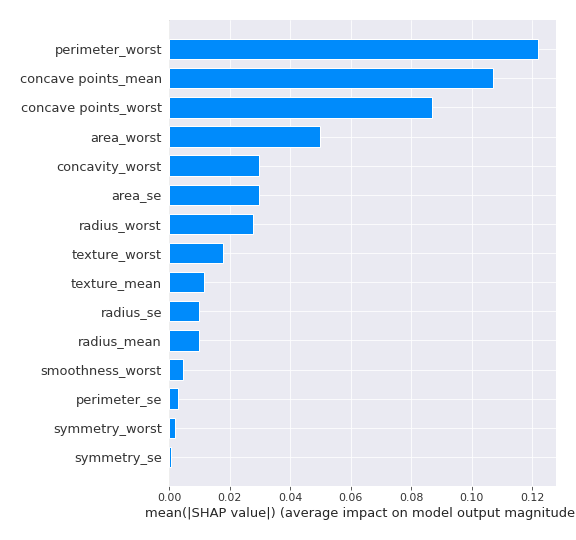 perimeter_worst
concave points_mean
concave points_worst
area_worst
concavity_worst
area_se
radius_worst
texture_worst
texture_mean
radius_se
radius_mean
smoothness_worst
perimeter_se
symmetry_worst
symmetry_se
0.00 0.02 0.04 0.06 0.08 0.10 0.12
mean(|SHAP value|) (average impact on model output magnitude